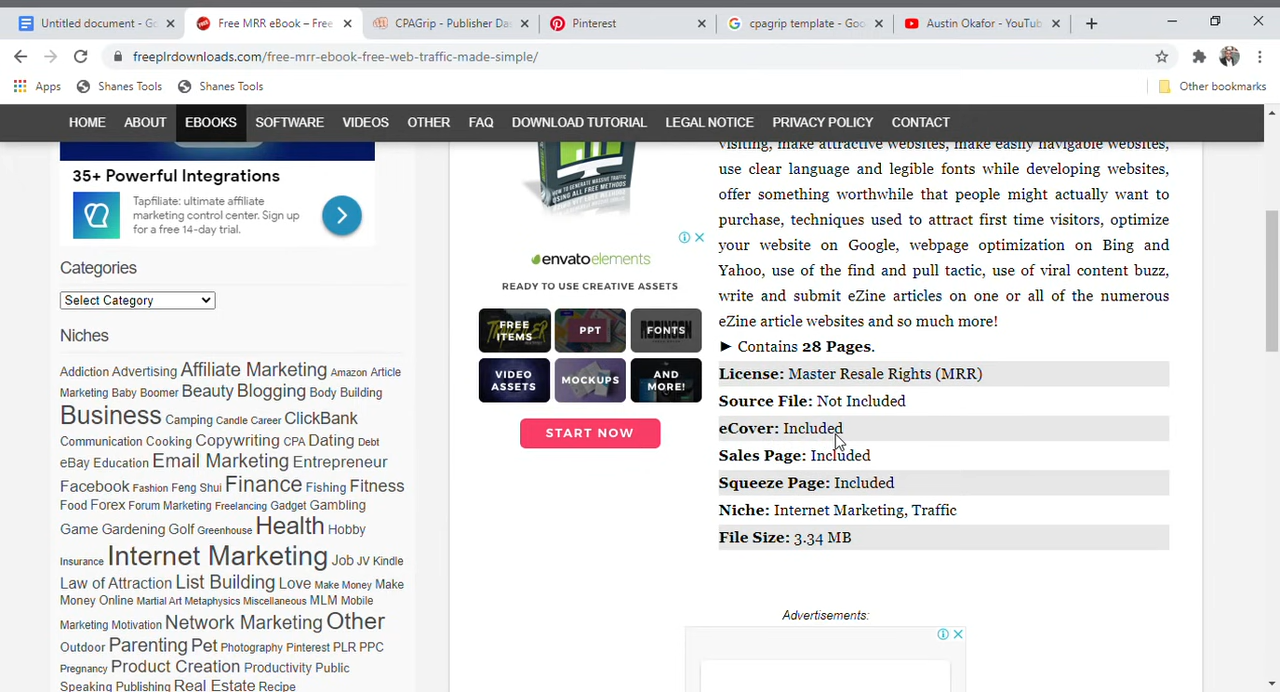 Untitled document - Go
Free MRR eBook – Free
CPAGrip - Publisher Das
Pinterest
cpagrip template - Goo
Austin Okafor - YouTu
freeplrdownloads.com/free-mrr-ebook-free-web-traffic-made-simple/
Apps
Shanes Tools
Shanes Tools
Other bookmarks
HOME ABOUT EBOOKS SOFTWARE VIDEOS OTHER FAQ DOWNLOAD TUTORIAL LEGAL NOTICE PRIVACY POLICY CONTACT
35+ Powerful Integrations
Tapfiliate: ultimate affiliate
marketing control center. Sign up
for a free 14-day trial.
Categories
Select Category
Niches
Addiction Advertising Affiliate Marketing Amazon Article
Marketing Baby Boomer Beauty Blogging Body Building
Business Camping Candle Career ClickBank
Communication Cooking Copywriting CPA Dating Debt
eBay Education Email Marketing Entrepreneur
Facebook Fashion Feng Shui Finance Fishing Fitness
Food Forex Forum Marketing Freelancing Gadget Gambling
Game Gardening Golf Greenhouse Health Hobby
Insurance Internet Marketing Job JV Kindle
Law of Attraction List Building Love Make Money Make
Money Online Martial Art Metaphysics Miscellaneous MLM Mobile
Marketing Motivation Network Marketing Other
Outdoor Parenting Pet Photography Pinterest PLR PPC
Pregnancy Product Creation Productivity Public
Speaking Publishing Real Estate Recipe
HOW TO GENERATE MASSIVE TRAFFIC
USING ALL FREE METHODS
envatoelements
READY TO USE CREATIVE ASSETS
FREE
ITEMS
PPT
FONTS
VIDEO
ASSETS
MOCKUPS
AND
MORE!
START NOW
visiting, make attractive websites, make easily navigable websites,
use clear language and legible fonts while developing websites,
offer something worthwhile that people might actually want to
purchase, techniques used to attract first time visitors, optimize
your website on Google, webpage optimization on Bing and
Yahoo, use of the find and pull tactic, use of viral content buzz,
write and submit eZine articles on one or all of the numerous
eZine article websites and so much more!
► Contains 28 Pages.
License: Master Resale Rights (MRR)
Source File: Not Included
eCover: Included
Sales Page: Included
Squeeze Page: Included
Niche: Internet Marketing, Traffic
File Size: 3.34 MB
Advertisements: